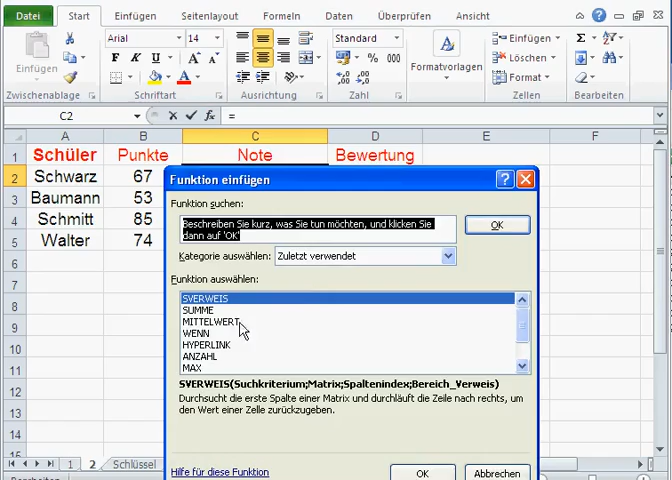 Datei Start Einfügen Seitenlayout Formeln Daten Überprüfen Ansicht
Arial 14 Standard
Einfügen
F K U
Formatvorlagen
Einfügen
Löschen
Format
Zwischenablage Schriftart Ausrichtung Zahl Zellen Bearbeiten
C2 fx =
A B C D E F
1 Schüler Punkte Note Bewertung
2 Schwarz 67
3 Baumann 53
4 Schmitt 85
5 Walter 74
6
7
8
9
10
11
12
13
14
15
Funktion einfügen
Funktion suchen:
Beschreiben Sie kurz, was Sie tun möchten, und klicken Sie
dann auf 'OK'
OK
Kategorie auswählen: Zuletzt verwendet
Funktion auswählen:
SVERWEIS
SUMME
MITTELWERT
WENN
HYPERLINK
ANZAHL
MAX
SVERWEIS(Suchkriterium;Matrix;Spaltenindex;Bereich_Verweis)
Durchsucht die erste Spalte einer Matrix und durchläuft die Zeile nach rechts, um
den Wert einer Zelle zurückzugeben.
Hilfe für diese Funktion
OK Abbrechen
1 2 Schlüssel